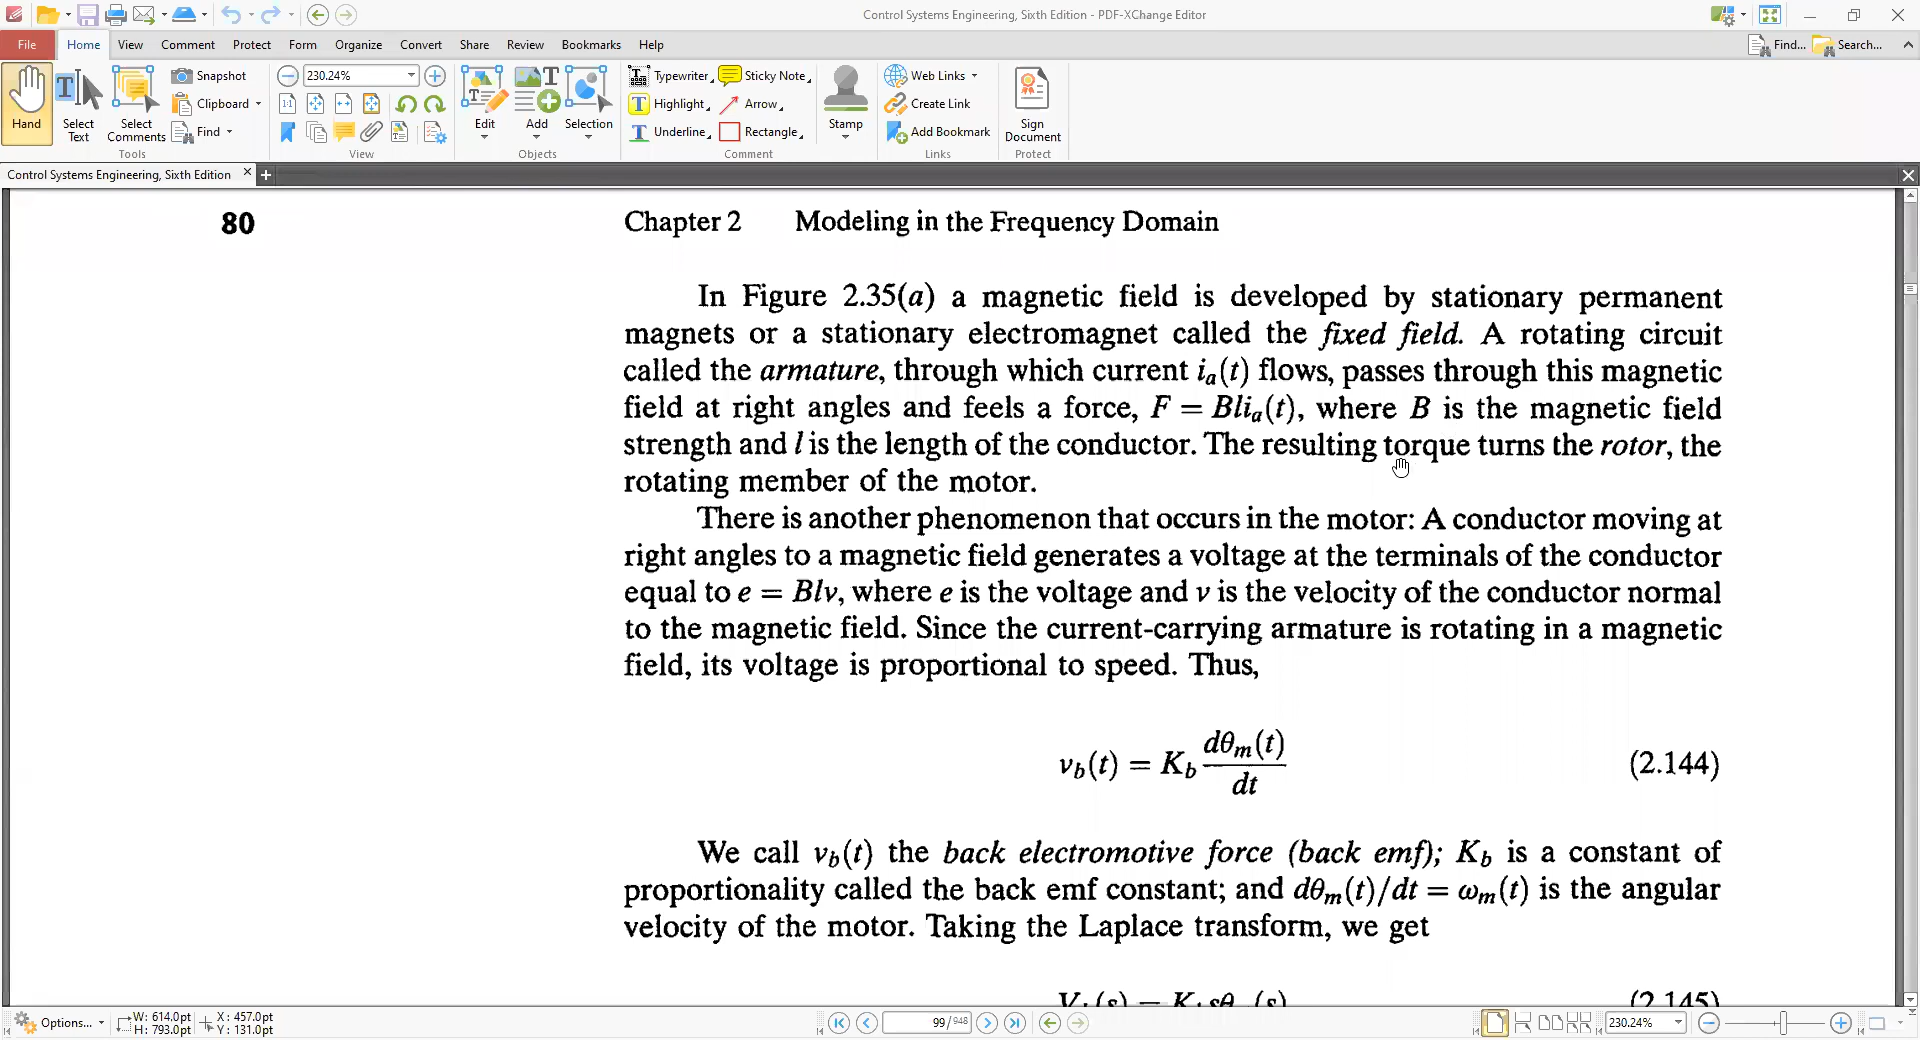 Control Systems Engineering, Sixth Edition - PDF-XChange Editor
File Home View Comment Protect Form Organize Convert Share Review Bookmarks Help Find... Search...
Hand
Select Text
Select Comments
Snapshot
Clipboard
Find
Tools
230.24%
View
Edit
Add
Selection
Objects
Typewriter
Highlight
Underline
Sticky Note
Arrow
Rectangle
Stamp
Comment
Web Links
Create Link
Add Bookmark
Links
Sign Document
Protect
Control Systems Engineering, Sixth Edition
80 Chapter 2 Modeling in the Frequency Domain
In Figure 2.35(a) a magnetic field is developed by stationary permanent
magnets or a stationary electromagnet called the fixed field. A rotating circuit
called the armature, through which current iₐ(t) flows, passes through this magnetic
field at right angles and feels a force, F = Bliₐ(t), where B is the magnetic field
strength and l is the length of the conductor. The resulting torque turns the rotor, the
rotating member of the motor.
There is another phenomenon that occurs in the motor: A conductor moving at
right angles to a magnetic field generates a voltage at the terminals of the conductor
equal to e = Blv, where e is the voltage and v is the velocity of the conductor normal
to the magnetic field. Since the current-carrying armature is rotating in a magnetic
field, its voltage is proportional to speed. Thus,
v_b(t) = K_b dθ_m(t)/dt (2.144)
We call v_b(t) the back electromotive force (back emf); K_b is a constant of
proportionality called the back emf constant; and dθ_m(t)/dt = ω_m(t) is the angular
velocity of the motor. Taking the Laplace transform, we get
V_b(s) = K_b sθ_m(s) (2.145)
Options...
W: 614.0pt
H: 793.0pt
X: 457.0pt
Y: 131.0pt
99/948
230.24%